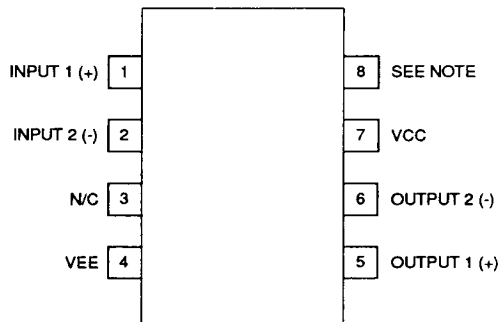 INPUT 1 (+) 1
8 SEE NOTE
INPUT 2 (-) 2
7 VCC
N/C 3
6 OUTPUT 2 (-)
VEE 4
5 OUTPUT 1 (+)